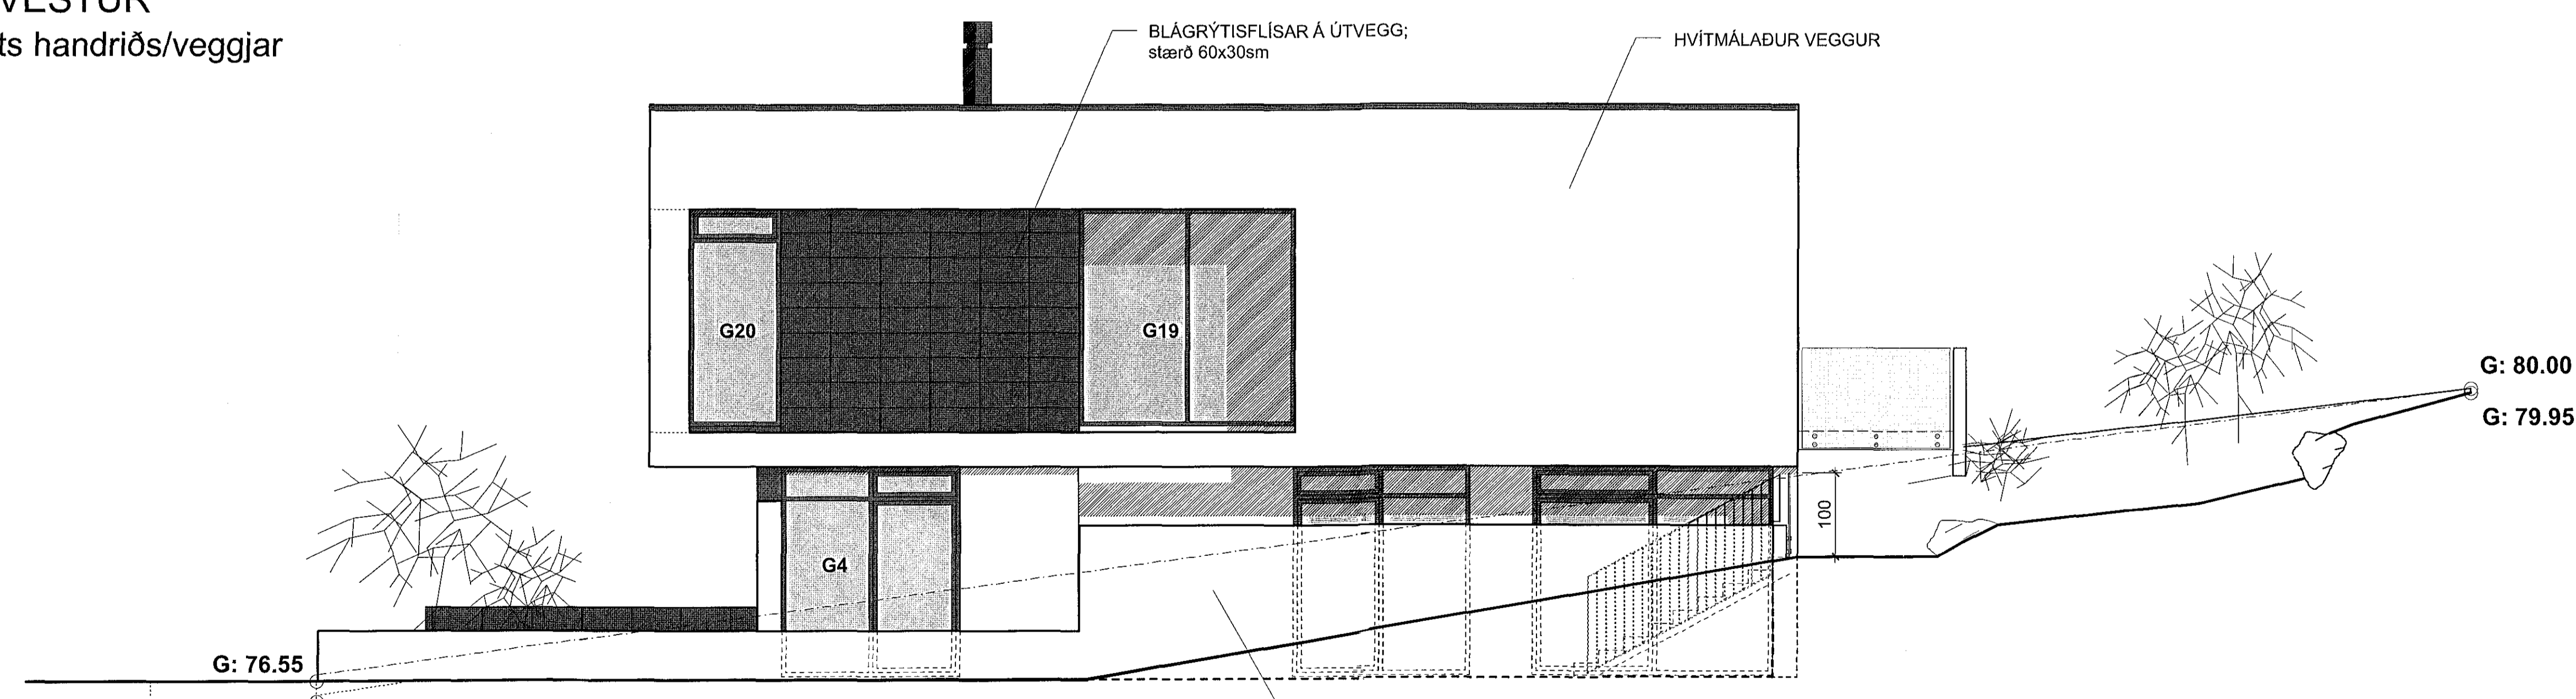 VESTUR
ts handriðs/veggjar
BLÁGRÝTISFLÍSAR Á ÚTVEGG;
stærð 60x30sm
HVÍTMÁLAÐUR VEGGUR
G20
G19
G: 80.00
G: 79.95
100
G4
G: 76.55